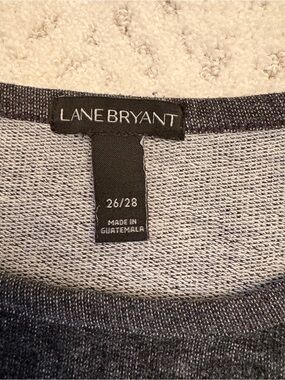 LANE BRYANT
26/28
MADE IN
GUATEMALA